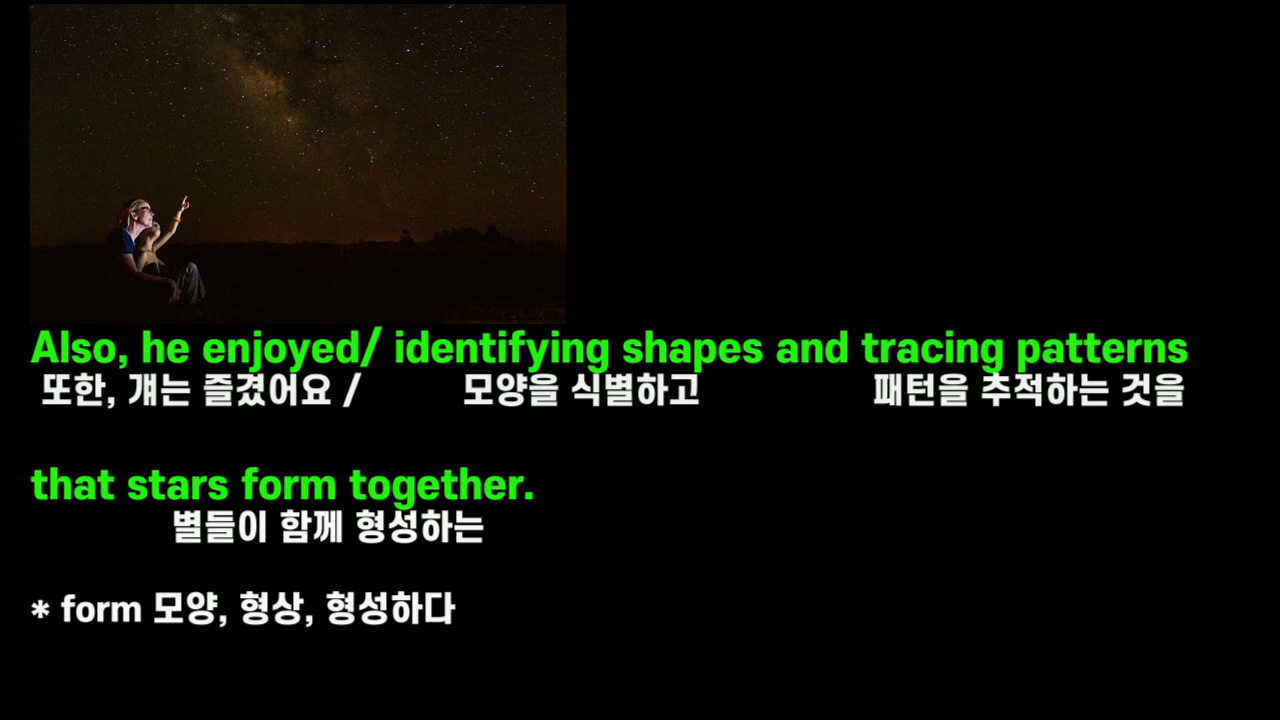 Also, he enjoyed/ identifying shapes and tracing patterns
또한, 걔는 즐겼어요 / 모양을 식별하고 패턴을 추적하는 것을
that stars form together.
별들이 함께 형성하는
* form 모양, 형상, 형성하다